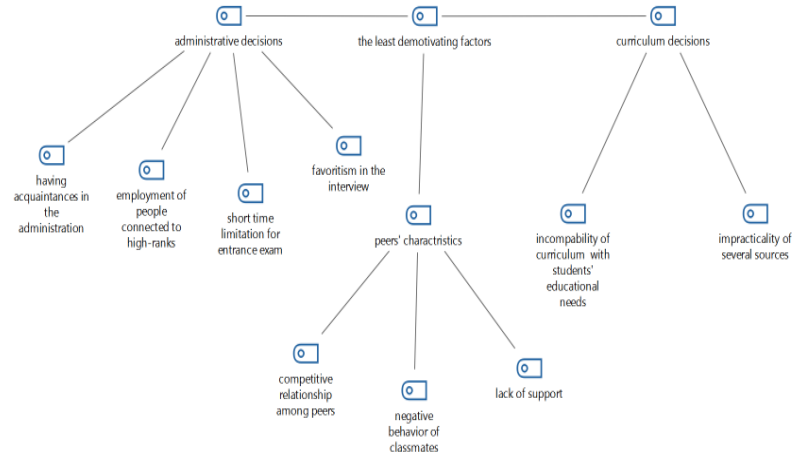 administrative decisions
the least demotivating factors
curriculum decisions
having
acquaintances in
the
administration
employment of
people
connected to
high-ranks
short time
limitation for
entrance exam
favoritism in the
interview
peers' charactristics
incompability of
curriculum with
students'
educational
needs
impracticality of
several sources
competitive
relationship
among peers
negative
behavior of
classmates
lack of support